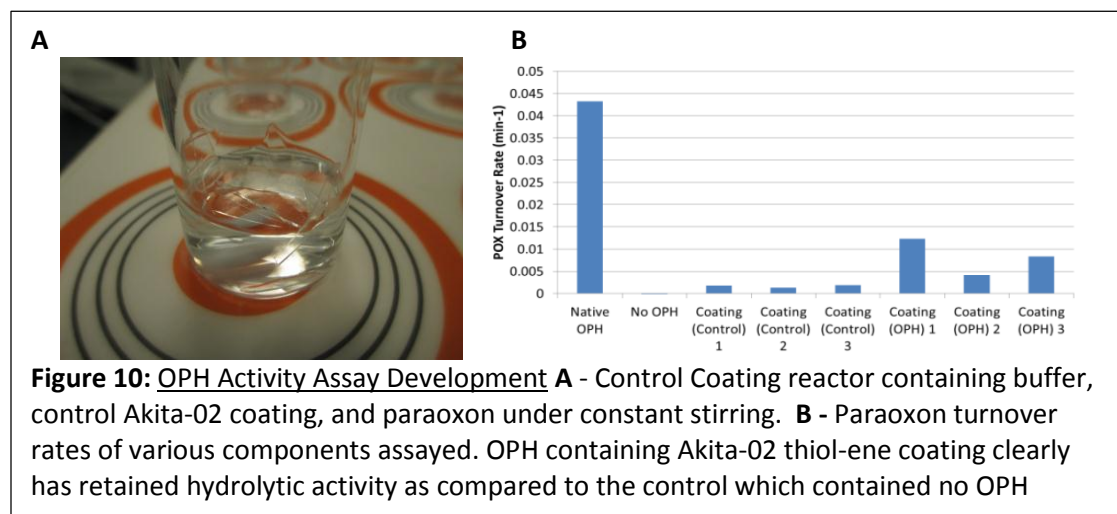 A
B
0.05
0.045
0.04
0.035
0.03
0.025
0.02
0.015
0.01
0.005
0
POX Turnover Rate (min-1)
Native
OPH
No OPH
Coating
(Control)
1
Coating
(Control)
2
Coating
(Control)
3
Coating
(OPH) 1
Coating
(OPH) 2
Coating
(OPH) 3
Figure 10: OPH Activity Assay Development A - Control Coating reactor containing buffer,
control Akita-02 coating, and paraoxon under constant stirring. B - Paraoxon turnover
rates of various components assayed. OPH containing Akita-02 thiol-ene coating clearly
has retained hydrolytic activity as compared to the control which contained no OPH